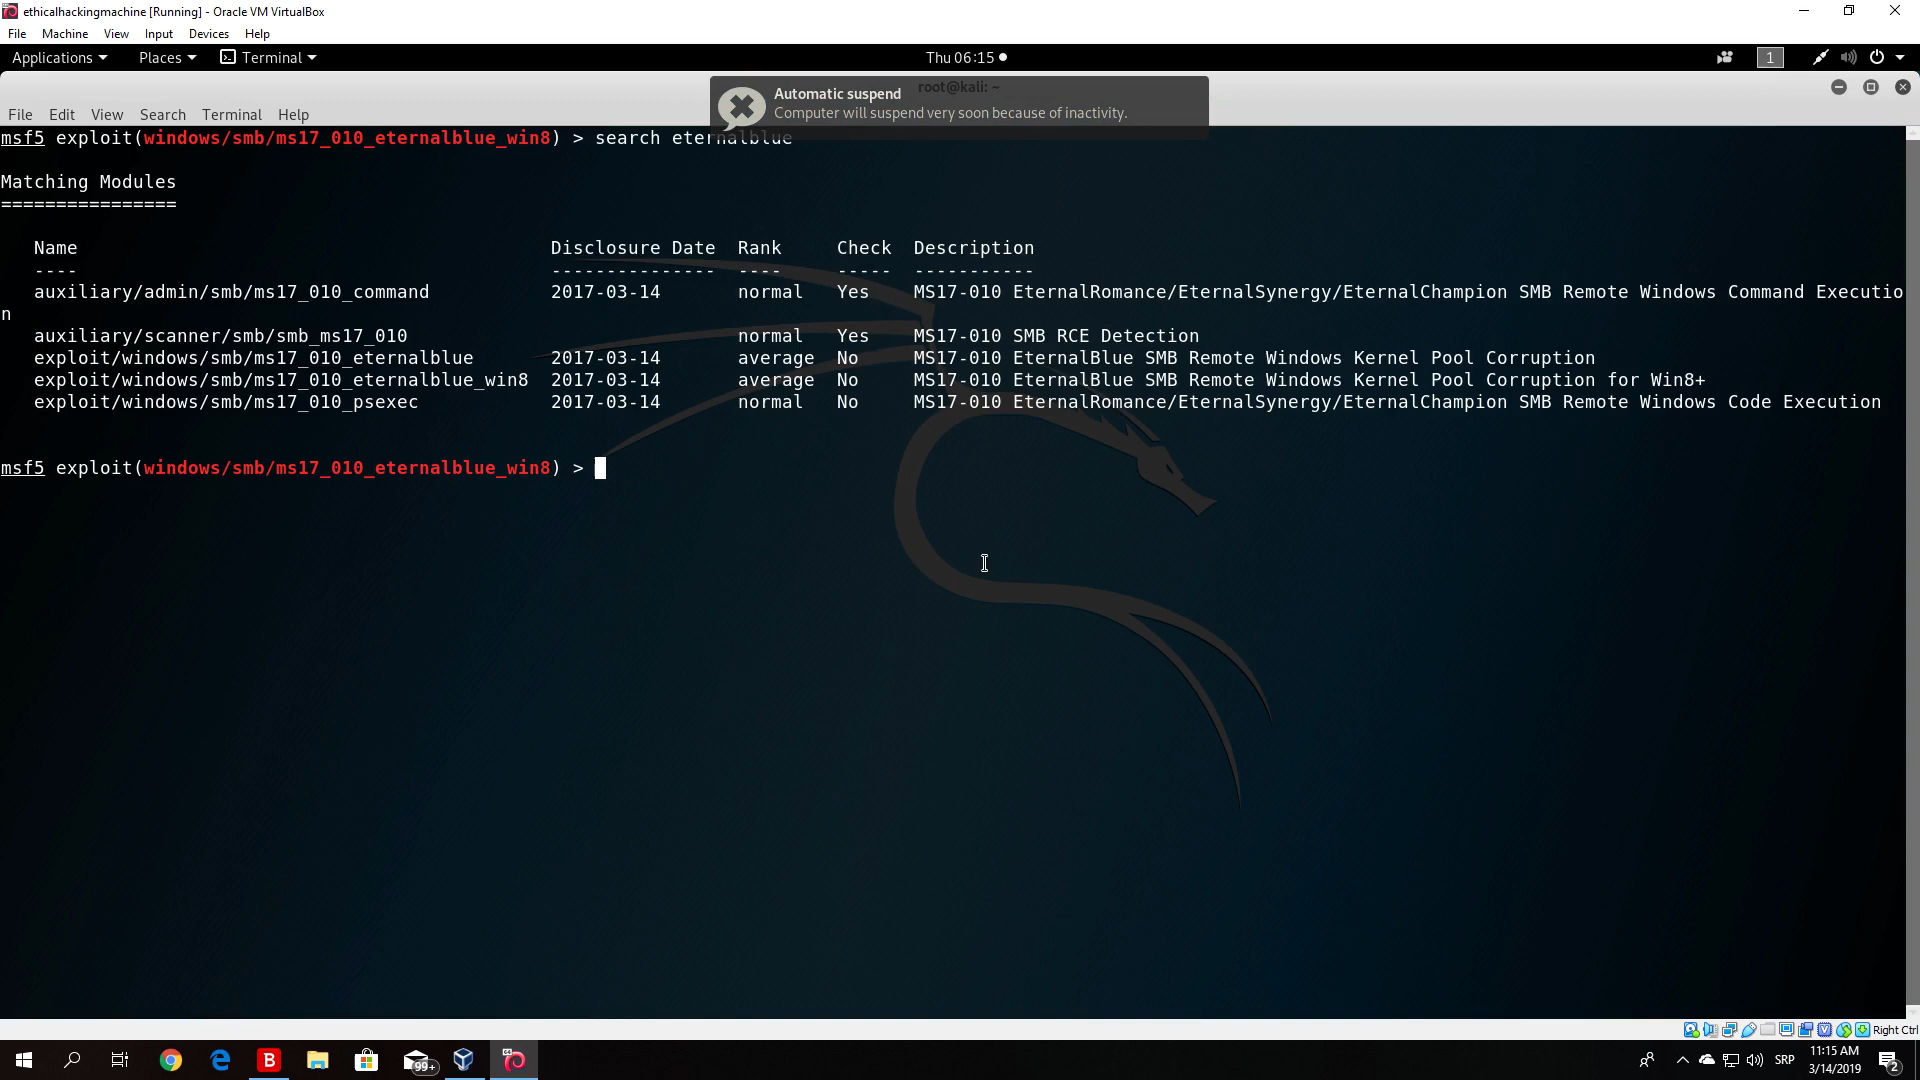 ethicalhackingmachine [Running] - Oracle VM VirtualBox
File Machine View Input Devices Help
Applications Places Terminal Thu 06:15 1
root@kali: ~
Automatic suspend
Computer will suspend very soon because of inactivity.
File Edit View Search Terminal Help
msf5 exploit(windows/smb/ms17_010_eternalblue_win8) > search eternalblue
Matching Modules
================
Name Disclosure Date Rank Check Description
---- --------------- ---- ----- -----------
auxiliary/admin/smb/ms17_010_command 2017-03-14 normal Yes MS17-010 EternalRomance/EternalSynergy/EternalChampion SMB Remote Windows Command Executio
n
auxiliary/scanner/smb/smb_ms17_010 normal Yes MS17-010 SMB RCE Detection
exploit/windows/smb/ms17_010_eternalblue 2017-03-14 average No MS17-010 EternalBlue SMB Remote Windows Kernel Pool Corruption
exploit/windows/smb/ms17_010_eternalblue_win8 2017-03-14 average No MS17-010 EternalBlue SMB Remote Windows Kernel Pool Corruption for Win8+
exploit/windows/smb/ms17_010_psexec 2017-03-14 normal No MS17-010 EternalRomance/EternalSynergy/EternalChampion SMB Remote Windows Code Execution
msf5 exploit(windows/smb/ms17_010_eternalblue_win8) >
Right Ctrl
B 99+ SRP 11:15 AM
3/14/2019 2